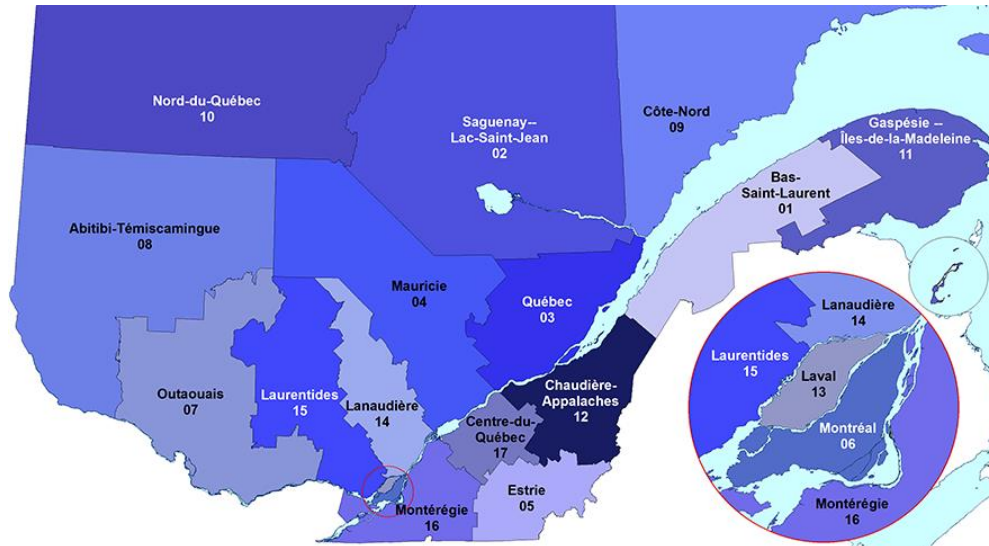 Nord-du-Québec
10
Saguenay--
Lac-Saint-Jean
02
Côte-Nord
09
Gaspésie --
Îles-de-la-Madeleine
11
Bas-
Saint-Laurent
01
Abitibi-Témiscamingue
08
Mauricie
04
Québec
03
Outaouais
07
Laurentides
15
Lanaudière
14
Chaudière-
Appalaches
12
Centre-du-
Québec
17
Estrie
05
Montérégie
16
Lanaudière
14
Laurentides
15
Laval
13
Montréal
06
Montérégie
16